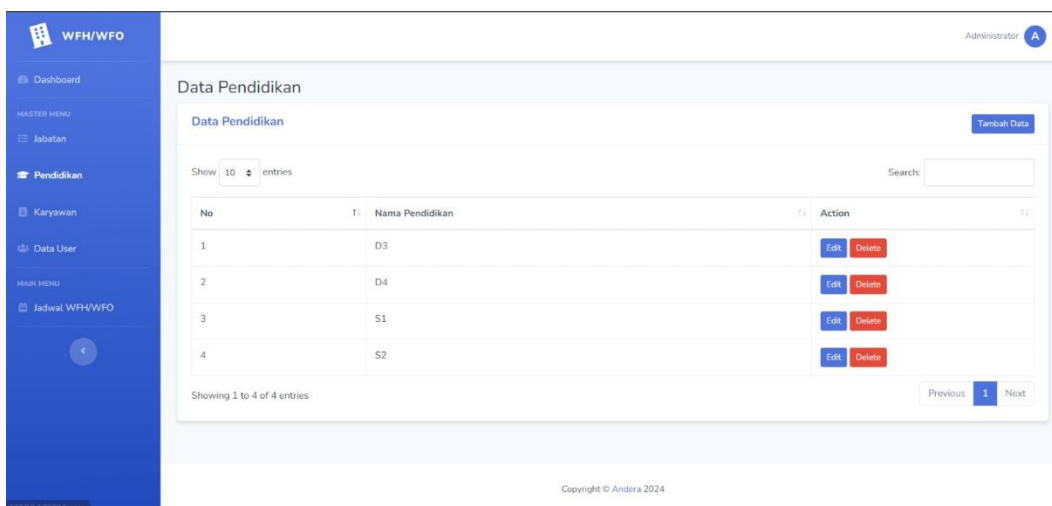 WFH/WFO
Administrator A
Dashboard
Data Pendidikan
MASTER MENU
Data Pendidikan
Tambah Data
Jabatan
Show 10 entries
Search:
Pendidikan
Karyawan
No Nama Pendidikan Action
1 D3 Edit Delete
Data User
2 D4 Edit Delete
MAIN MENU
Jadwal WFH/WFO
3 S1 Edit Delete
4 S2 Edit Delete
Showing 1 to 4 of 4 entries
Previous 1 Next
Copyright © Andera 2024